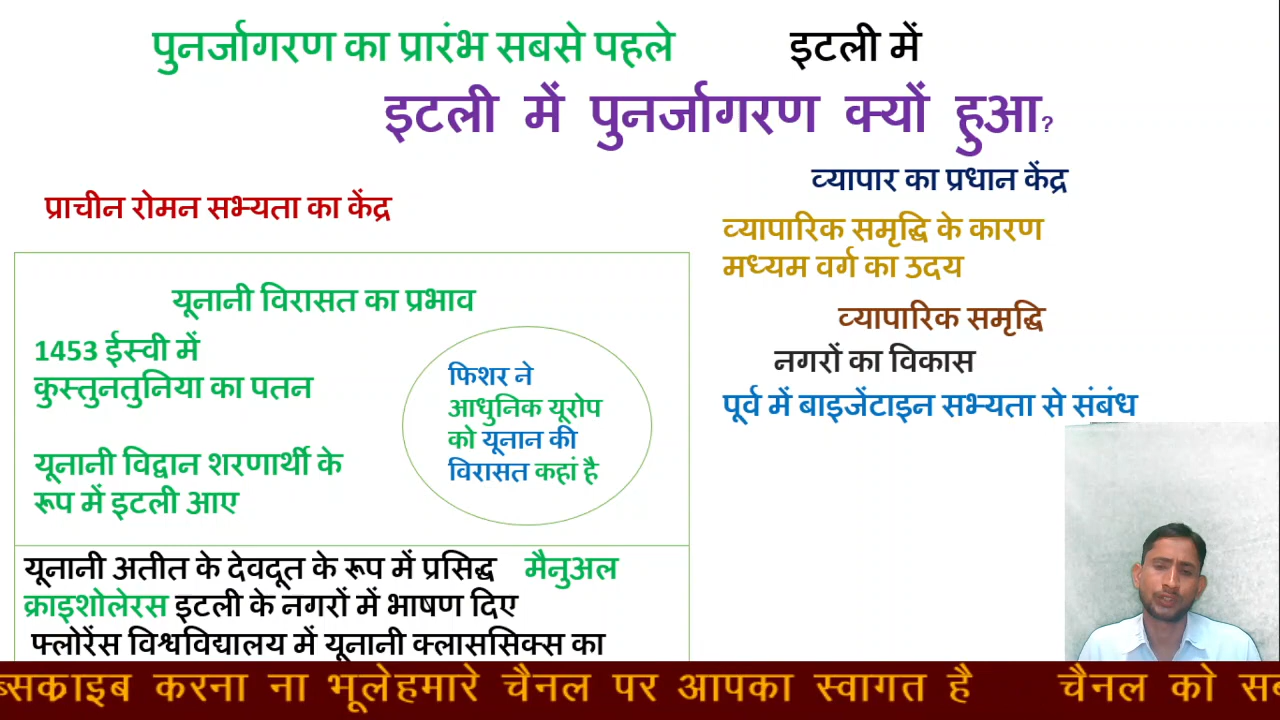 पुनर्जागरण का प्रारंभ सबसे पहले इटली में
इटली में पुनर्जागरण क्यों हुआ?
प्राचीन रोमन सभ्यता का केंद्र
यूनानी विरासत का प्रभाव
1453 ईस्वी में
कुस्तुनतुनिया का पतन
यूनानी विद्वान शरणार्थी के
रूप में इटली आए
फिशर ने
आधुनिक यूरोप
को यूनान की
विरासत कहां है
यूनानी अतीत के देवदूत के रूप में प्रसिद्ध मैनुअल
क्राइशोलेरस इटली के नगरों में भाषण दिए
फ्लोरेंस विश्वविद्यालय में यूनानी क्लाससिक्स का
व्यापार का प्रधान केंद्र
व्यापारिक समृद्धि के कारण
मध्यम वर्ग का उदय
व्यापारिक समृद्धि
नगरों का विकास
पूर्व में बाइजेंटाइन सभ्यता से संबंध
ब्सक्राइब करना ना भूलेहमारे चैनल पर आपका स्वागत है चैनल को सब